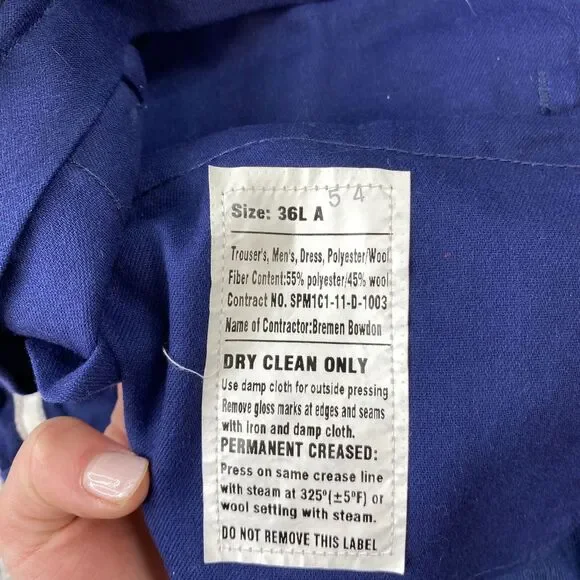 5 4
Size: 36L A
Trouser's, Men's, Dress, Polyester/Wool
Fiber Content:55% polyester/45% wool
Contract NO. SPM1C1-11-D-1003
Name of Contractor:Bremen Bowdon
DRY CLEAN ONLY
Use damp cloth for outside pressing
Remove gloss marks at edges and seams
with iron and damp cloth.
PERMANENT CREASED:
Press on same crease line
with steam at 325º(±5ºF) or
wool setting with steam.
DO NOT REMOVE THIS LABEL